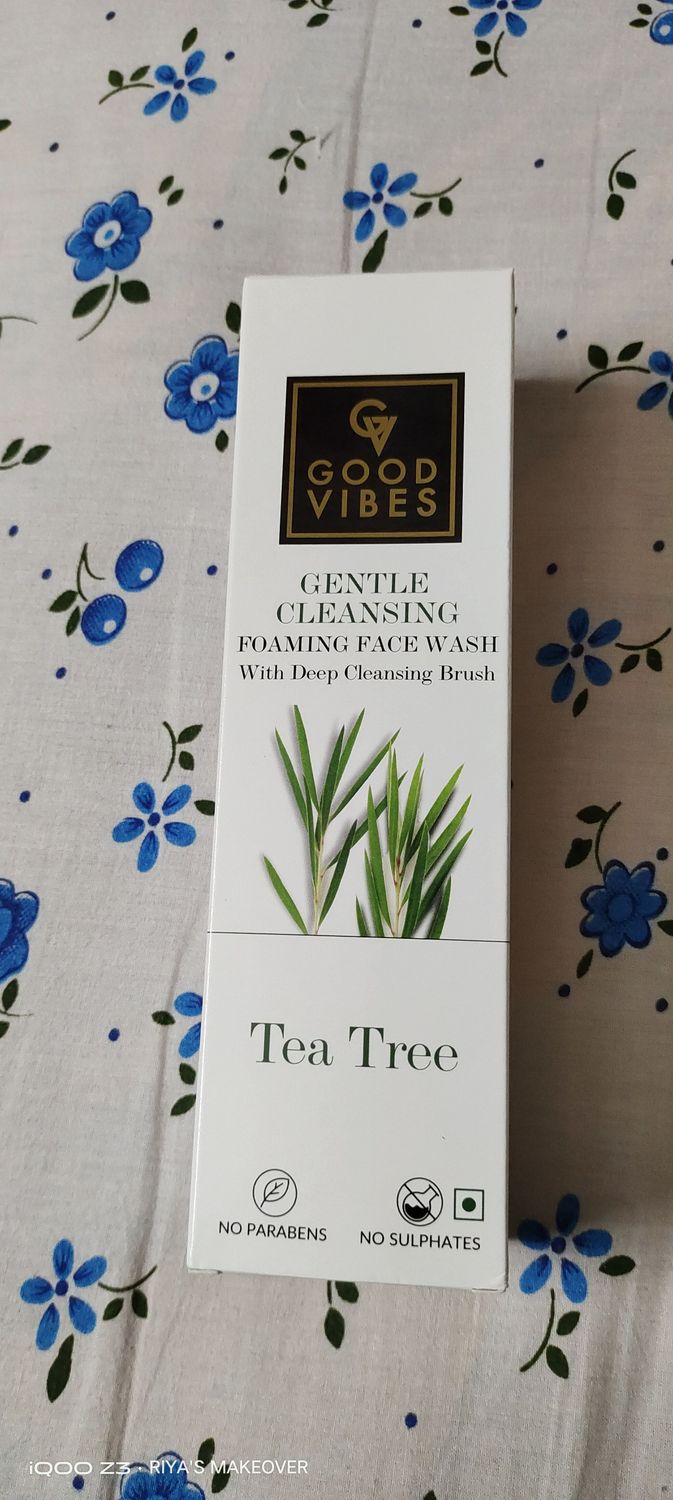 GV
GOOD
VIBES
GENTLE
CLEANSING
FOAMING FACE WASH
With Deep Cleansing Brush
Tea Tree
NO PARABENS
NO SULPHATES
iQOO Z3 · RIYA'S MAKEOVER